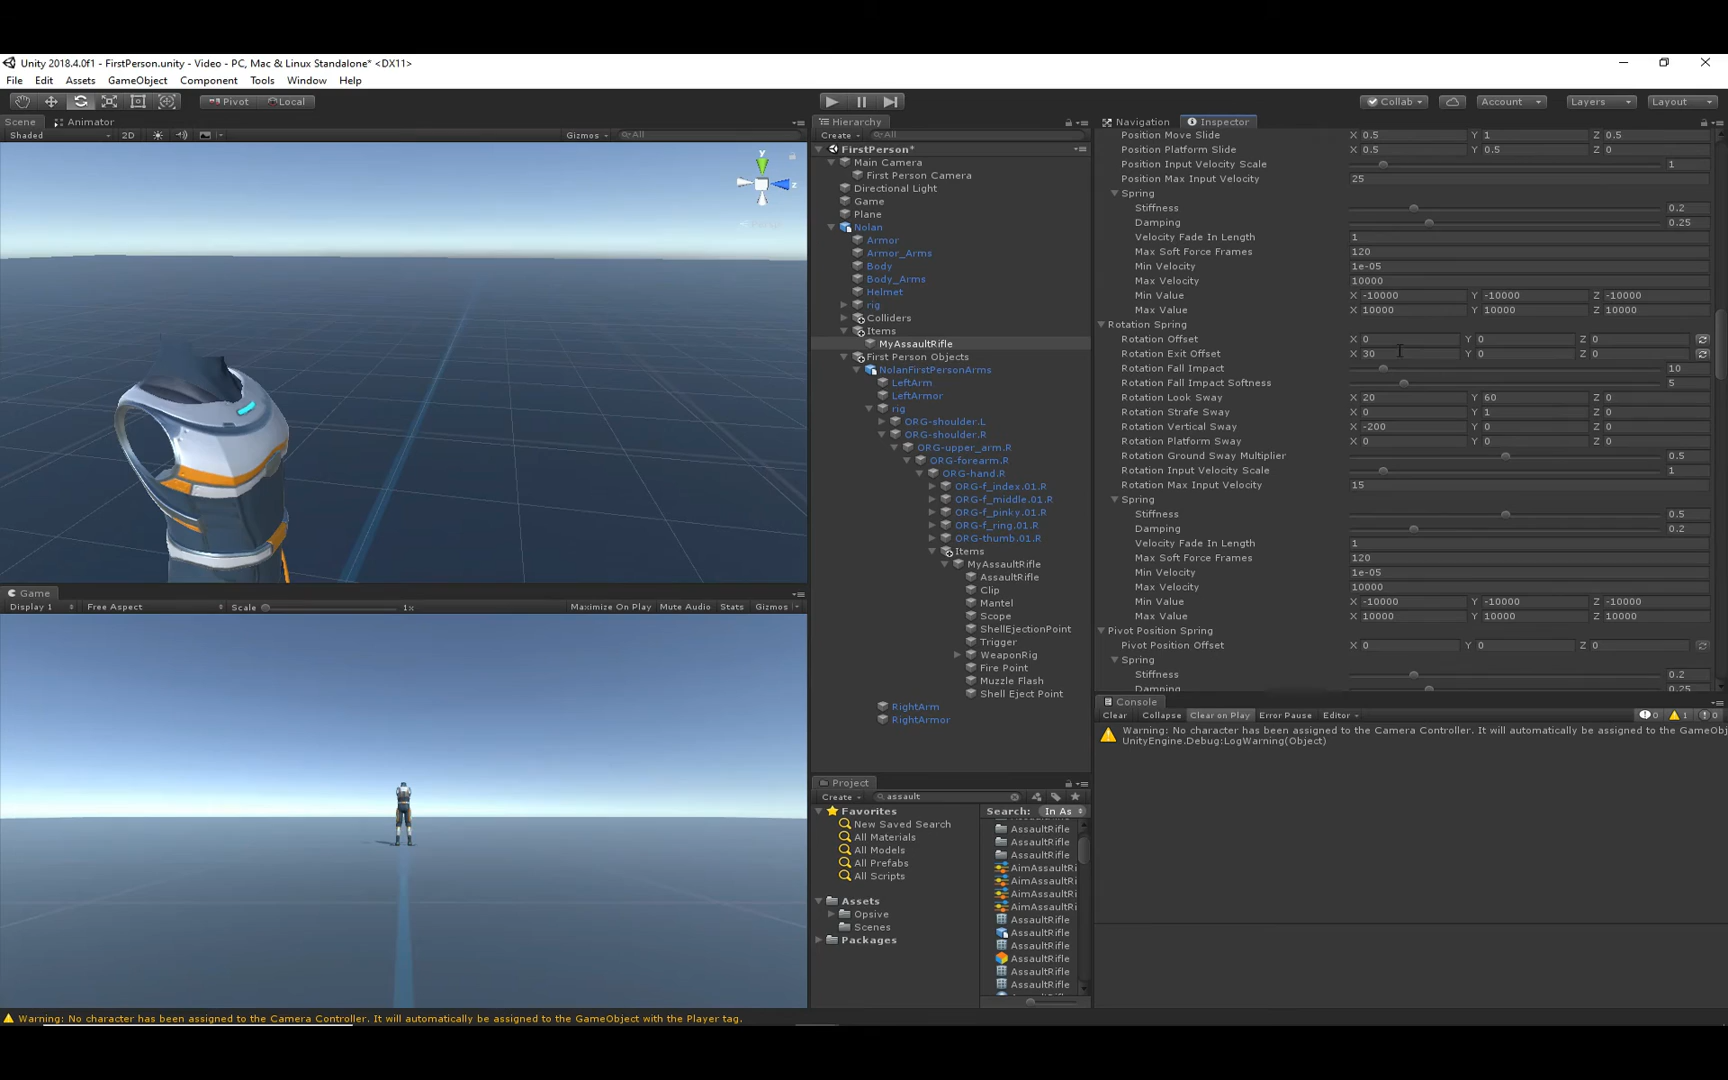 Unity 2018.4.0f1 - FirstPerson.unity - Video - PC, Mac & Linux Standalone* <DX11>
File Edit Assets GameObject Component Tools Window Help
Pivot Local
Collab Account Layers Layout
Scene Animator
Shaded 2D Gizmos All
y
z
Game
Display 1 Free Aspect Scale 1x Maximize On Play Mute Audio Stats Gizmos
Hierarchy
Create All
FirstPerson*
Main Camera
First Person Camera
Directional Light
Game
Plane
Nolan
Armor
Armor_Arms
Body
Body_Arms
Helmet
rig
Colliders
Items
MyAssaultRifle
First Person Objects
NolanFirstPersonArms
LeftArm
LeftArmor
rig
ORG-shoulder.L
ORG-shoulder.R
ORG-upper_arm.R
ORG-forearm.R
ORG-hand.R
ORG-f_index.01.R
ORG-f_middle.01.R
ORG-f_pinky.01.R
ORG-f_ring.01.R
ORG-thumb.01.R
Items
MyAssaultRifle
AssaultRifle
Clip
Mantel
Scope
ShellEjectionPoint
Trigger
WeaponRig
Fire Point
Muzzle Flash
Shell Eject Point
RightArm
RightArmor
Project
Create assault
Favorites
New Saved Search
All Materials
All Models
All Prefabs
All Scripts
Assets
Opsive
Scenes
Packages
Search: In As
AssaultRifle
AssaultRifle
AssaultRifle
AimAssaultRi
AimAssaultRi
AimAssaultRi
AimAssaultRi
AssaultRifle
AssaultRifle
AssaultRifle
AssaultRifle
AssaultRifle
AssaultRifle
Navigation Inspector
Position Move Slide X 0.5 Y 1 Z 0.5
Position Platform Slide X 0.5 Y 0.5 Z 0
Position Input Velocity Scale 1
Position Max Input Velocity 25
Spring
Stiffness 0.2
Damping 0.25
Velocity Fade In Length 1
Max Soft Force Frames 120
Min Velocity 1e-05
Max Velocity 10000
Min Value X -10000 Y -10000 Z -10000
Max Value X 10000 Y 10000 Z 10000
Rotation Spring
Rotation Offset X 0 Y 0 Z 0
Rotation Exit Offset X 30 Y 0 Z 0
Rotation Fall Impact 10
Rotation Fall Impact Softness 5
Rotation Look Sway X 20 Y 60 Z 0
Rotation Strafe Sway X 0 Y 1 Z 0
Rotation Vertical Sway X -200 Y 0 Z 0
Rotation Platform Sway X 0 Y 0 Z 0
Rotation Ground Sway Multiplier 0.5
Rotation Input Velocity Scale 1
Rotation Max Input Velocity 15
Spring
Stiffness 0.5
Damping 0.2
Velocity Fade In Length 1
Max Soft Force Frames 120
Min Velocity 1e-05
Max Velocity 10000
Min Value X -10000 Y -10000 Z -10000
Max Value X 10000 Y 10000 Z 10000
Pivot Position Spring
Pivot Position Offset X 0 Y 0 Z 0
Spring
Stiffness 0.2
Damping 0.25
Console
Clear Collapse Clear on Play Error Pause Editor 0 1 0
Warning: No character has been assigned to the Camera Controller. It will automatically be assigned to the GameObj
UnityEngine.Debug:LogWarning(Object)
Warning: No character has been assigned to the Camera Controller. It will automatically be assigned to the GameObject with the Player tag.